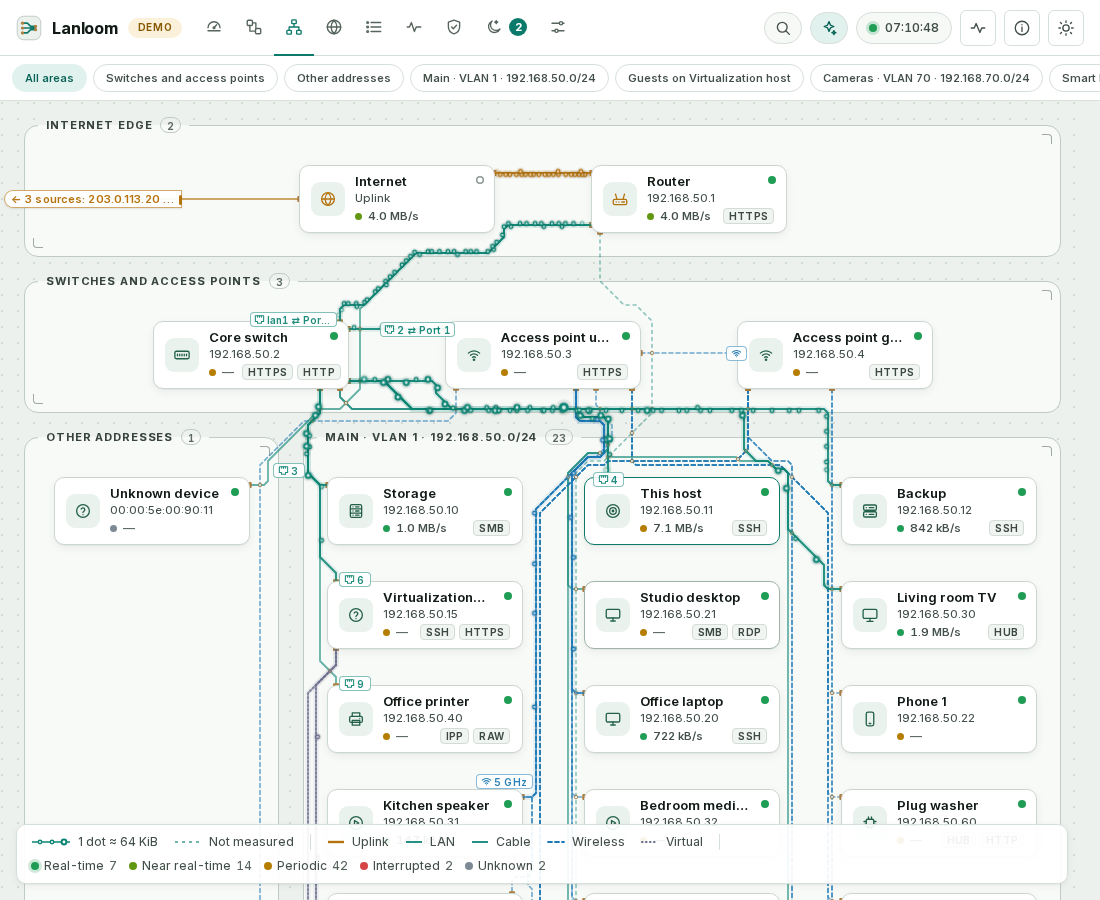 Lanloom DEMO 2 07:10:48
All areas Switches and access points Other addresses Main · VLAN 1 · 192.168.50.0/24 Guests on Virtualization host Cameras · VLAN 70 · 192.168.70.0/24 Smart
INTERNET EDGE 2
Internet
Uplink
4.0 MB/s
Router
192.168.50.1
4.0 MB/s HTTPS
← 3 sources: 203.0.113.20 ...
SWITCHES AND ACCESS POINTS 3
lan1 ⇄ Por...
2 ⇄ Port 1
Core switch
192.168.50.2
— HTTPS HTTP
Access point u...
192.168.50.3
— HTTPS
Access point g...
192.168.50.4
— HTTPS
OTHER ADDRESSES 1
MAIN · VLAN 1 · 192.168.50.0/24 23
3
4
Unknown device
00:00:5e:00:90:11
—
Storage
192.168.50.10
1.0 MB/s SMB
This host
192.168.50.11
7.1 MB/s SSH
Backup
192.168.50.12
842 kB/s SSH
6
Virtualization...
192.168.50.15
— SSH HTTPS
Studio desktop
192.168.50.21
— SMB RDP
Living room TV
192.168.50.30
1.9 MB/s HUB
9
Office printer
192.168.50.40
— IPP RAW
Office laptop
192.168.50.20
722 kB/s SSH
Phone 1
192.168.50.22
—
5 GHz
Kitchen speaker
192.168.50.31
Bedroom medi...
192.168.50.32
Plug washer
192.168.50.60
HUB HTTP
1 dot ≈ 64 KiB Not measured Uplink LAN Cable Wireless Virtual
Real-time 7 Near real-time 14 Periodic 42 Interrupted 2 Unknown 2